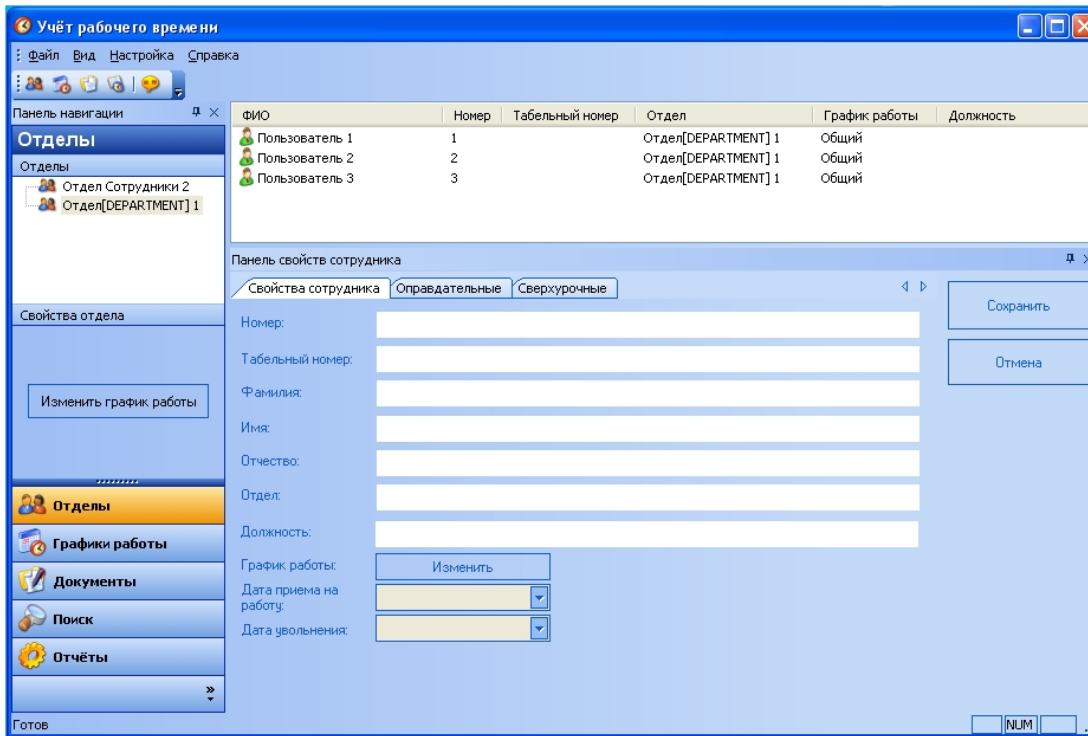 Учёт рабочего времени
Файл Вид Настройка Справка
Панель навигации
Отделы
Отделы
Отдел Сотрудники 2
Отдел[DEPARTMENT] 1
Свойства отдела
Изменить график работы
Отделы
Графики работы
Документы
Поиск
Отчёты
ФИО Номер Табельный номер Отдел График работы Должность
Пользователь 1 1 Отдел[DEPARTMENT] 1 Общий
Пользователь 2 2 Отдел[DEPARTMENT] 1 Общий
Пользователь 3 3 Отдел[DEPARTMENT] 1 Общий
Панель свойств сотрудника
Свойства сотрудника Оправдательные Сверхурочные
Номер:
Табельный номер:
Фамилия:
Имя:
Отчество:
Отдел:
Должность:
График работы: Изменить
Дата приема на
работу:
Дата увольнения:
Сохранить
Отмена
Готов
NUM